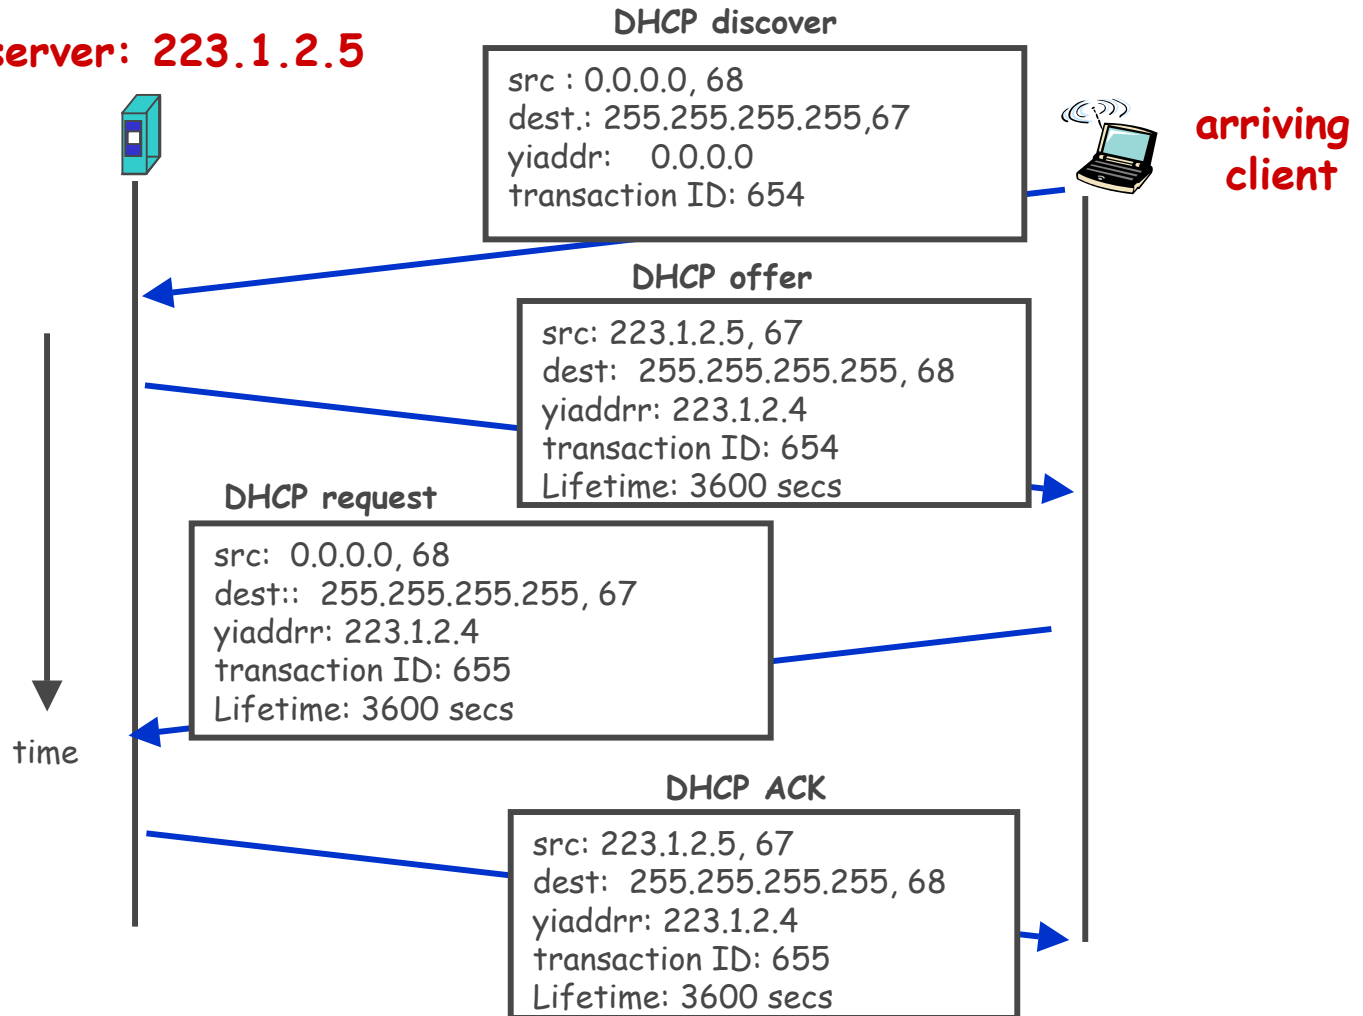 DHCP discover
server: 223.1.2.5
src : 0.0.0.0, 68
dest.: 255.255.255.255,67
yiaddr: 0.0.0.0
transaction ID: 654
arriving
client
DHCP offer
src: 223.1.2.5, 67
dest: 255.255.255.255, 68
yiaddrr: 223.1.2.4
transaction ID: 654
Lifetime: 3600 secs
DHCP request
src: 0.0.0.0, 68
dest:: 255.255.255.255, 67
yiaddrr: 223.1.2.4
transaction ID: 655
Lifetime: 3600 secs
time
DHCP ACK
src: 223.1.2.5, 67
dest: 255.255.255.255, 68
yiaddrr: 223.1.2.4
transaction ID: 655
Lifetime: 3600 secs